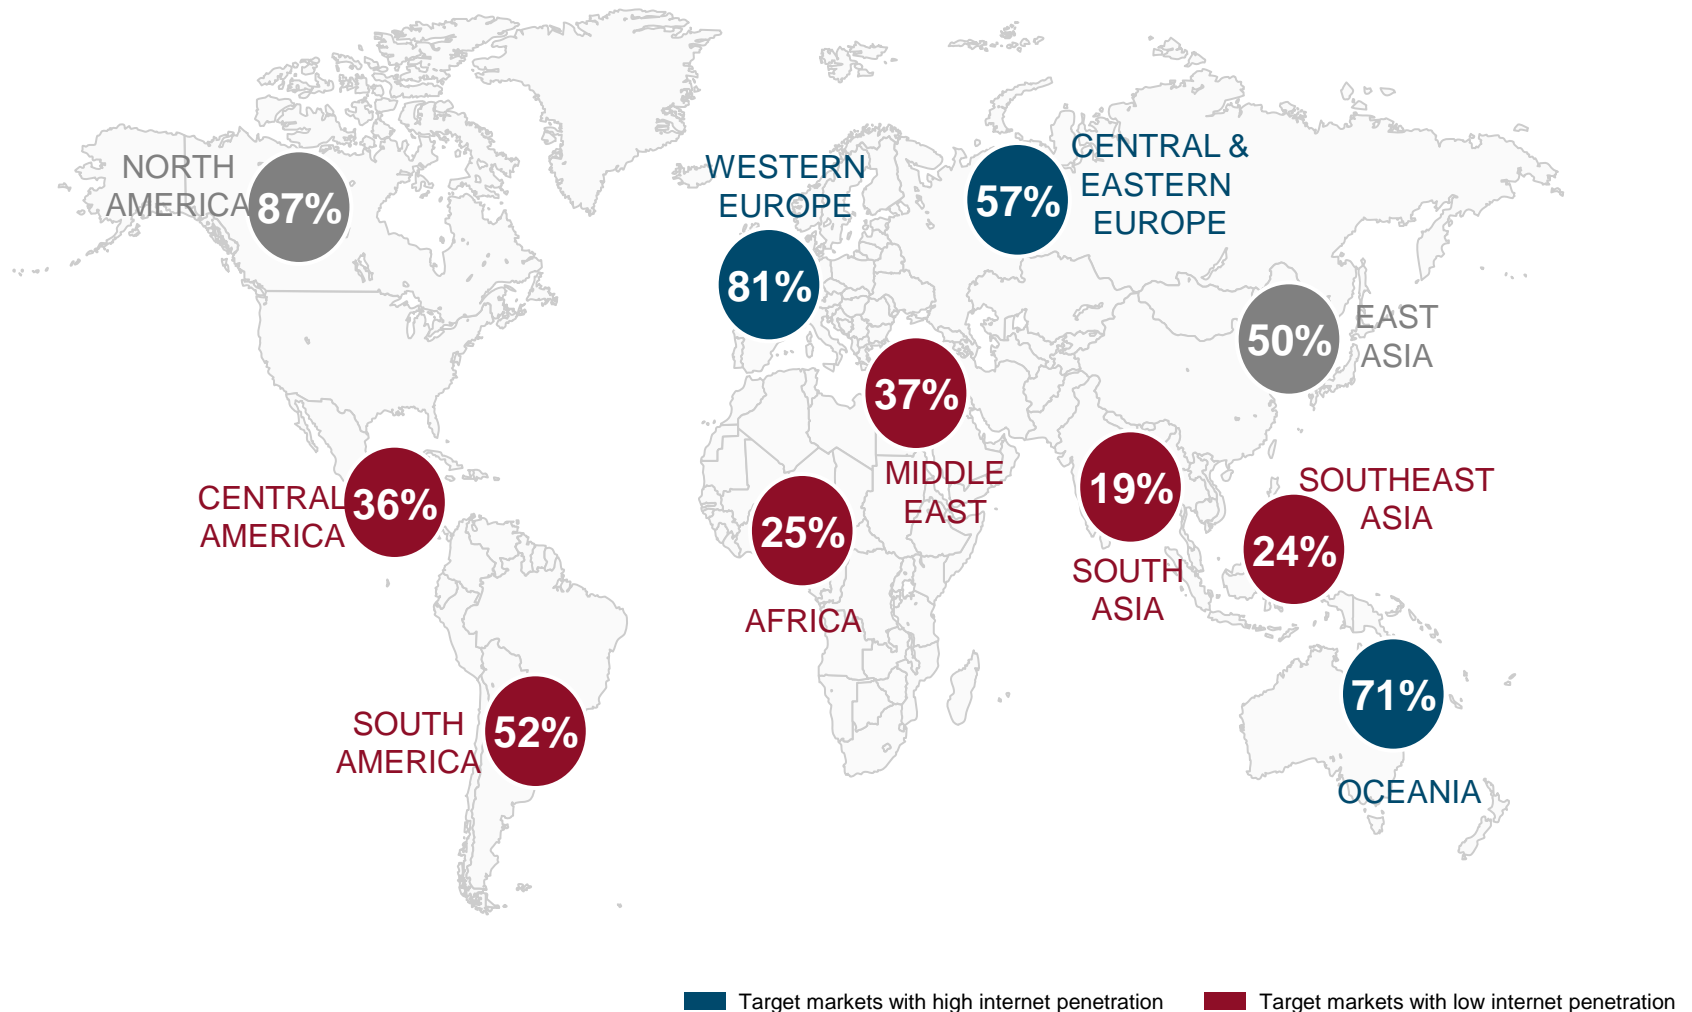 NORTH
AMERICA
87%
WESTERN
EUROPE
81%
57%
CENTRAL &
EASTERN
EUROPE
50%
EAST
ASIA
37%
MIDDLE
EAST
CENTRAL
AMERICA
36%
25%
AFRICA
19%
SOUTH
ASIA
SOUTHEAST
ASIA
24%
SOUTH
AMERICA
52%
71%
OCEANIA
Target markets with high internet penetration
Target markets with low internet penetration